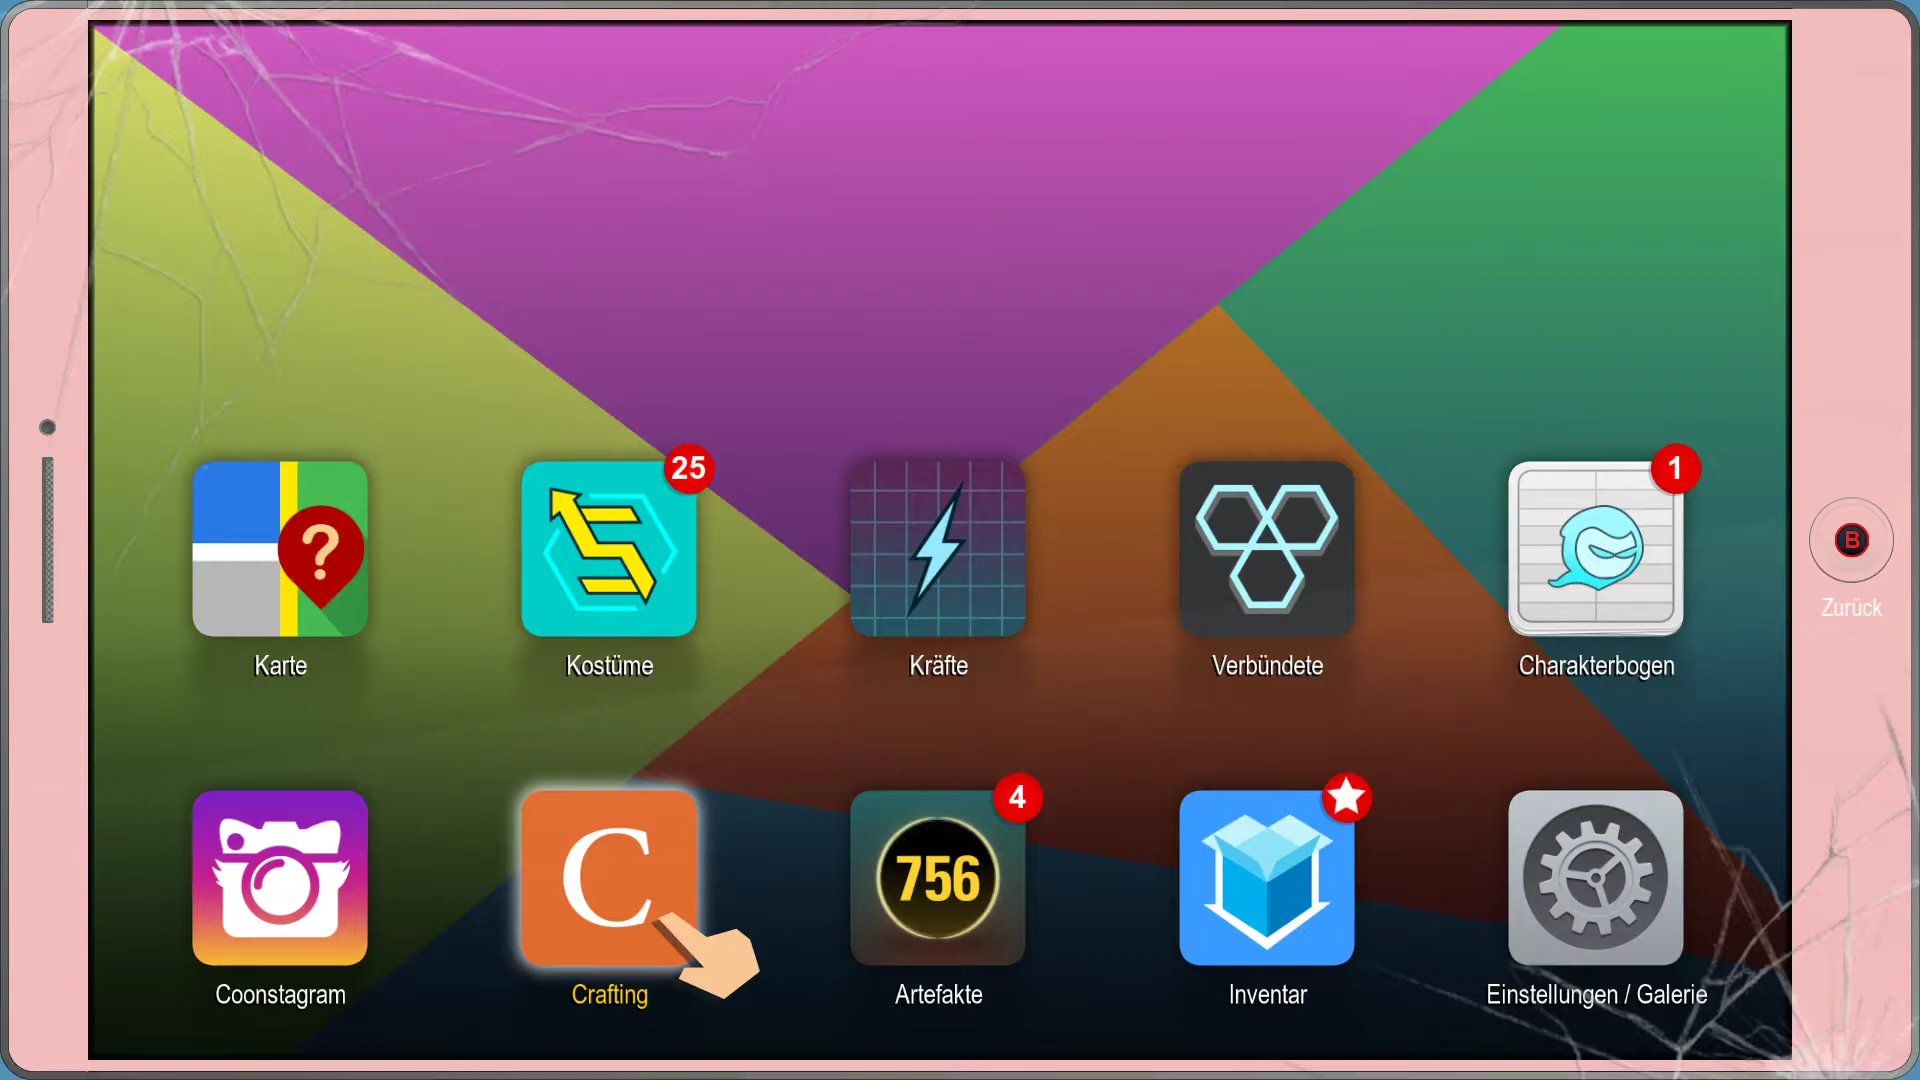 25
1
?
B
Zurück
Karte
Kostüme
Kräfte
Verbündete
Charakterbogen
4
C
756
Coonstagram
Crafting
Artefakte
Inventar
Einstellungen / Galerie